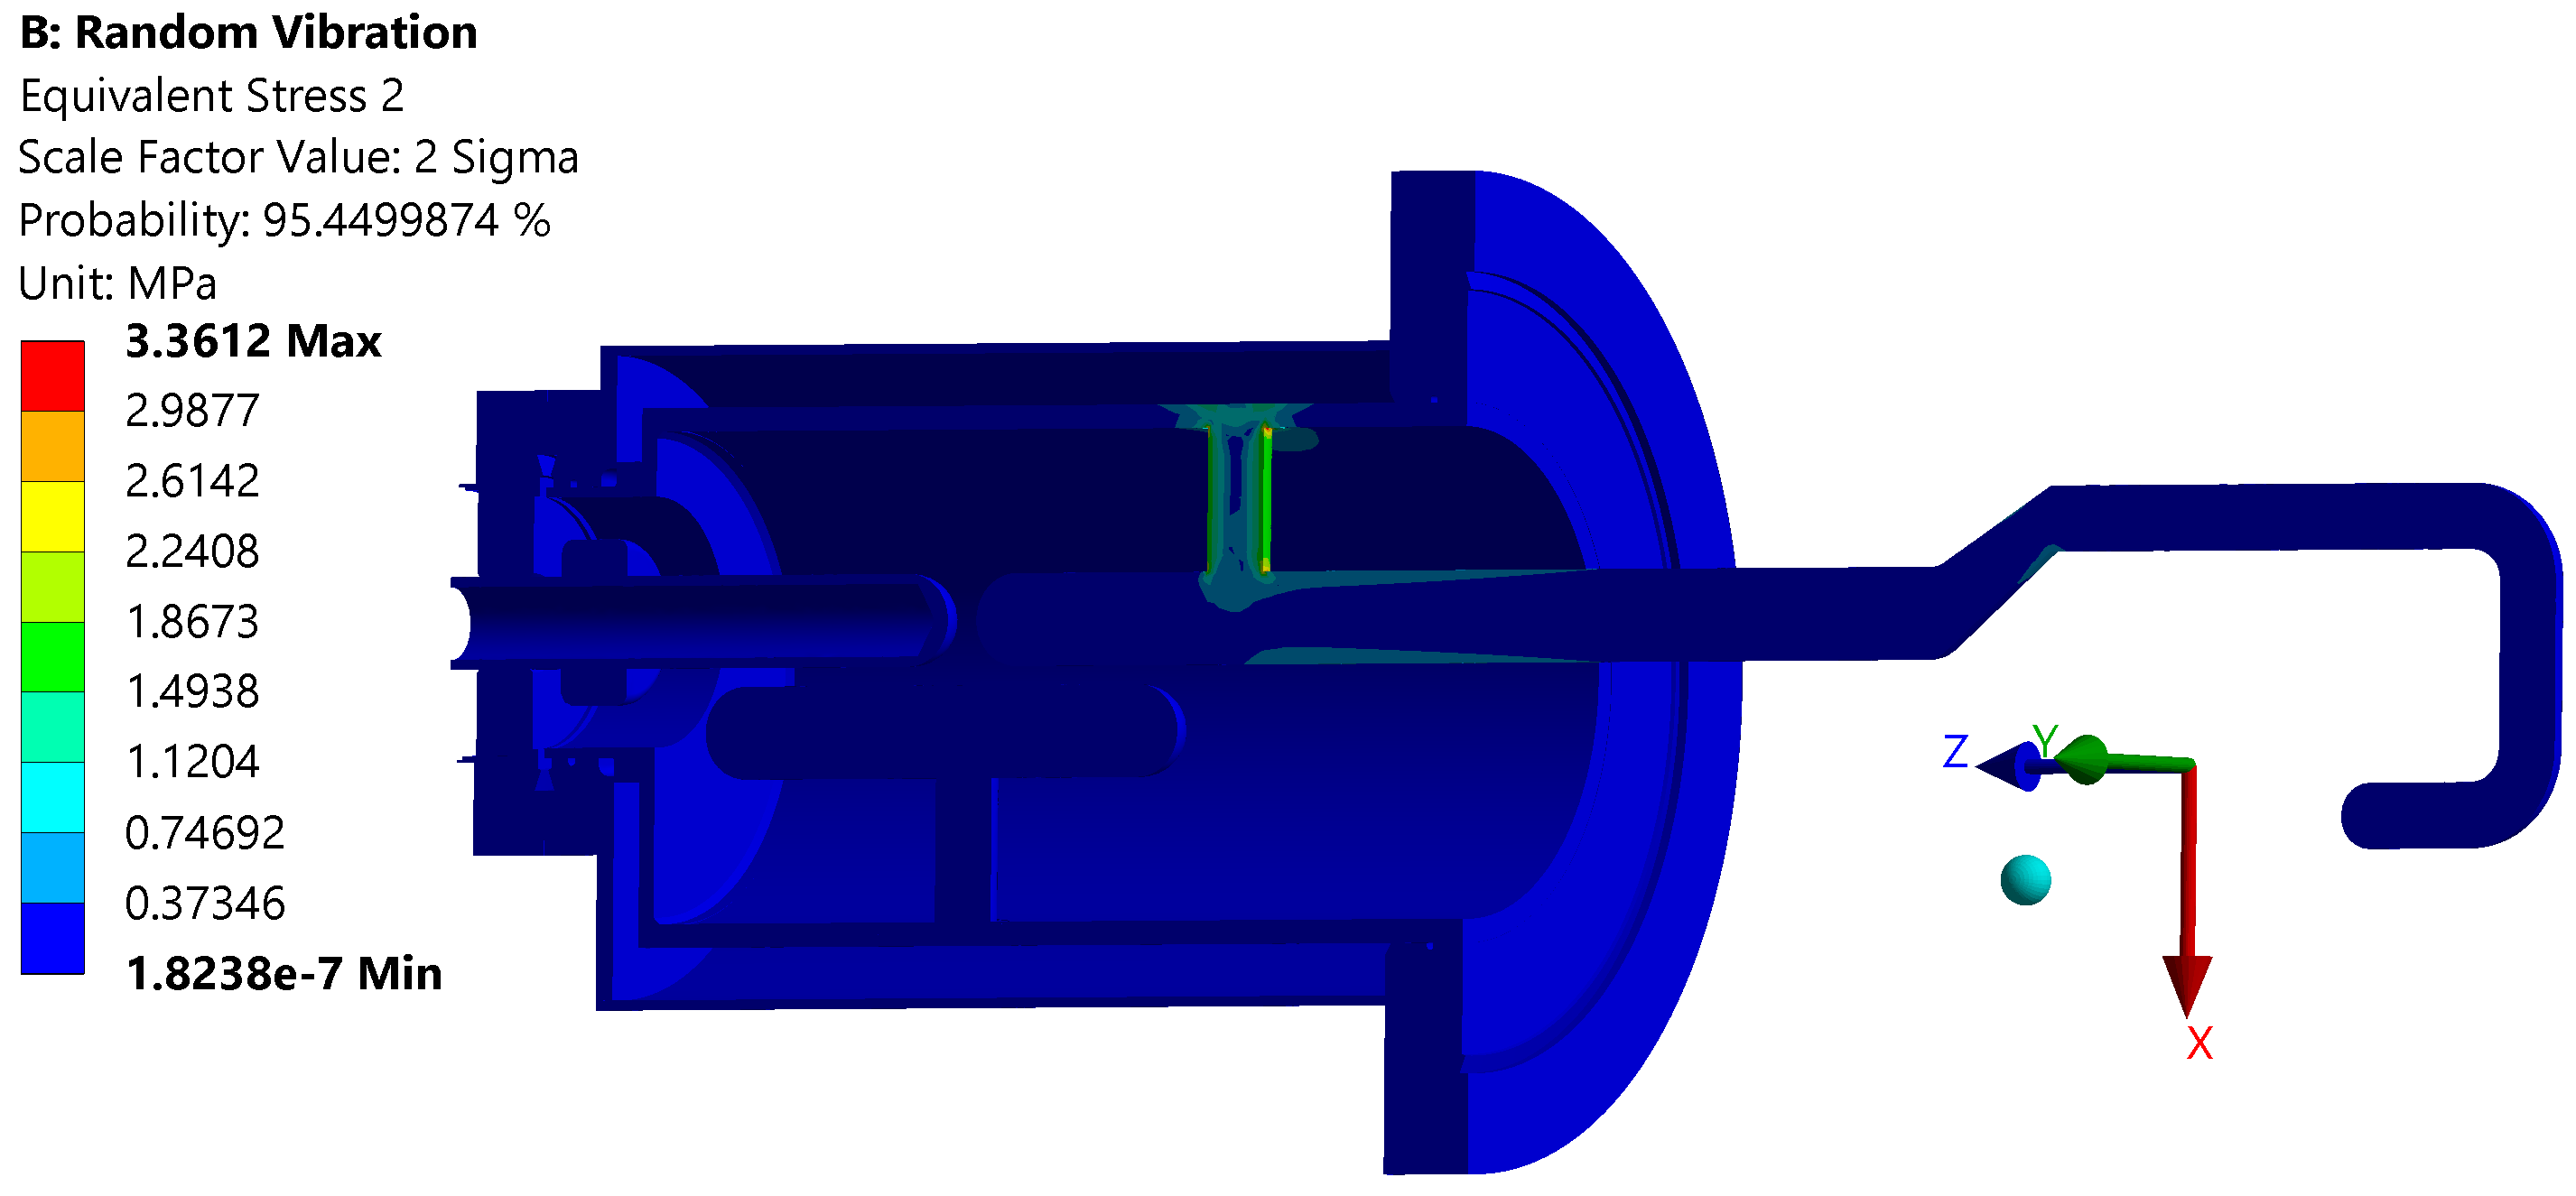 B: Random Vibration
Equivalent Stress 2
Scale Factor Value: 2 Sigma
Probability: 95.4499874 %
Unit: MPa
3.3612 Max
2.9877
2.6142
2.2408
1.8673
1.4938
1.1204
0.74692
0.37346
1.8238e-7 Min
Z
Y
X